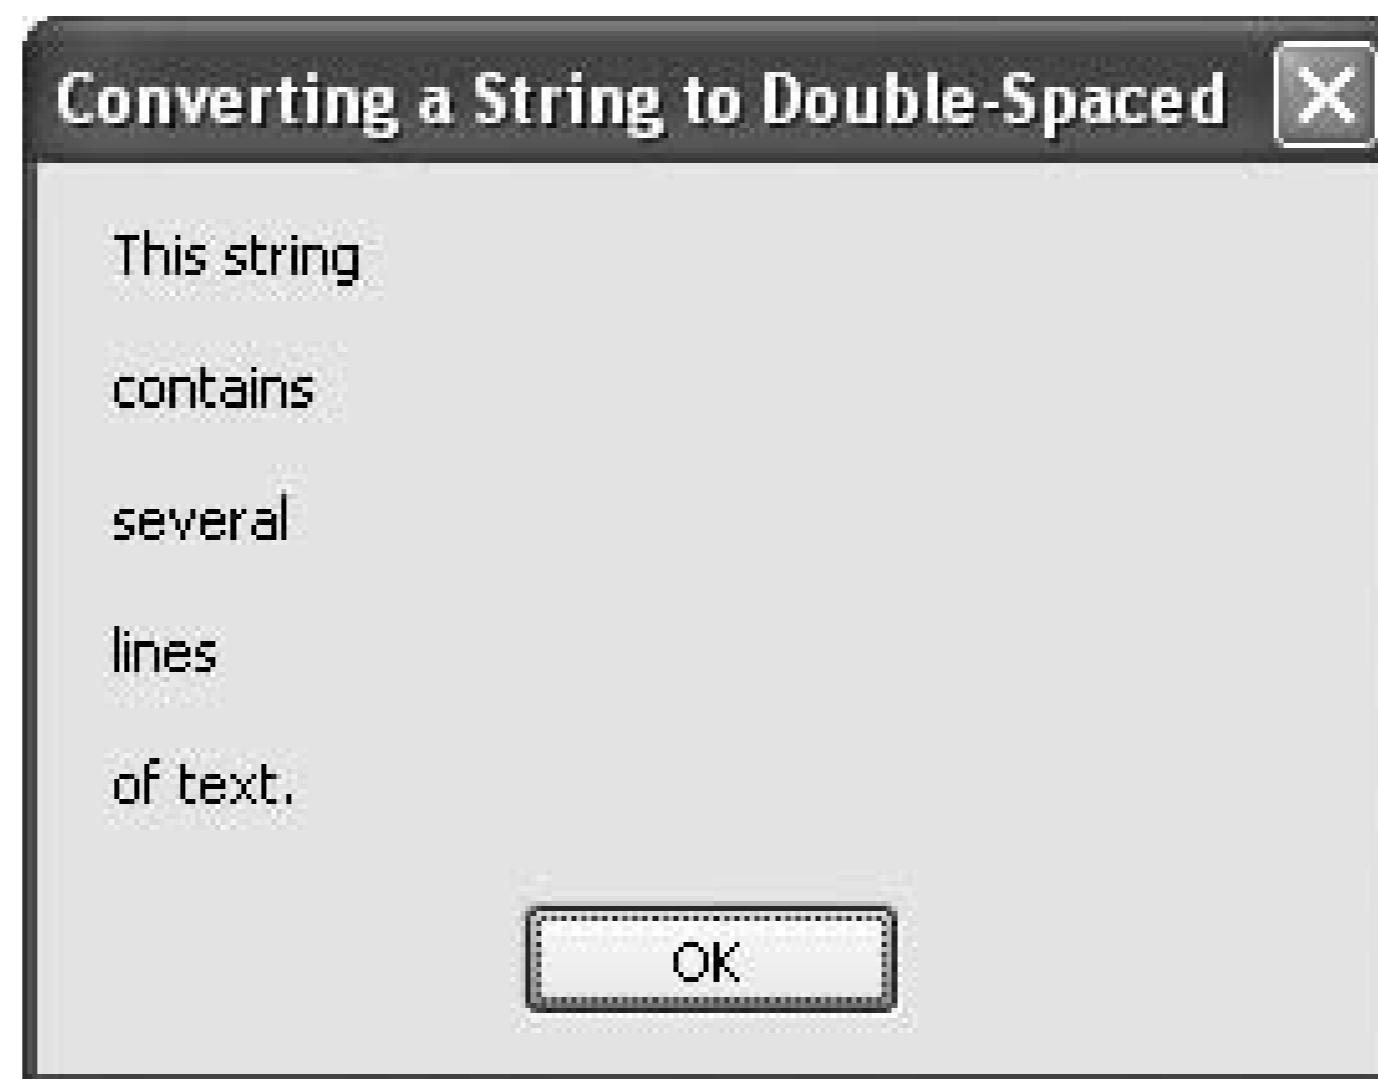 Converting a String to Double-Spaced
This string
contains
several
lines
of text.
OK